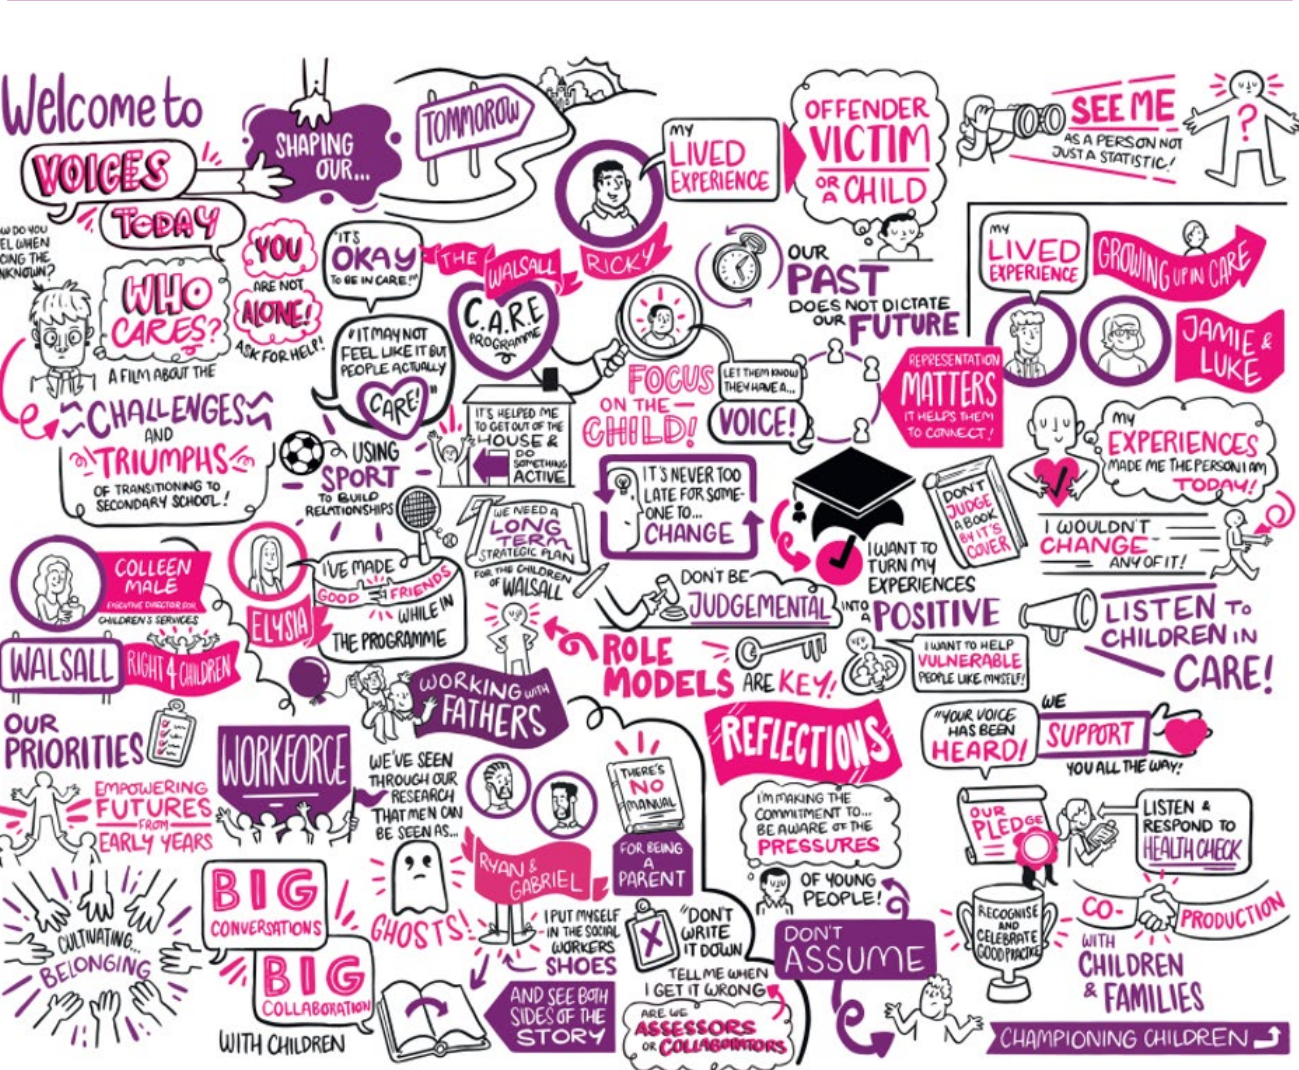 Welcome to
VOICES
TODAY
SHAPING
OUR...
TOMMOROW
MY
LIVED
EXPERIENCE
RICKY
OFFENDER
VICTIM
OR A CHILD
SEE ME
AS A PERSON NOT
JUST A STATISTIC!
?
DO YOU
WHEN
THE
WHO
CARES?
A FILM ABOUT THE
CHALLENGES
AND
TRIUMPHS
OF TRANSITIONING TO
SECONDARY SCHOOL!
YOU
ARE NOT
ALONE!
ASK FOR HELP!
"IT'S
OKAY
TO BE IN CARE!"
"IT MAY NOT
FEEL LIKE IT BUT
PEOPLE ACTUALLY
CARE!"
THE WALSALL
C.A.R.E
PROGRAMME
IT'S HELPED ME
TO GET OUT OF THE
HOUSE &
DO
SOMETHING
ACTIVE
USING
SPORT
TO BUILD
RELATIONSHIPS
FOCUS
ON THE
CHILD!
LET THEM KNOW
THEY HAVE A...
VOICE!
OUR
PAST
DOES NOT DICTATE
OUR FUTURE
REPRESENTATION
MATTERS
IT HELPS THEM
TO CONNECT!
MY
LIVED
EXPERIENCE
GROWING UP IN CARE
JAMIE &
LUKE
MY
EXPERIENCES
MADE ME THE PERSON I AM
TODAY!
I WOULDN'T
CHANGE
ANY OF IT!
DON'T
JUDGE
A BOOK
BY IT'S
COVER
IT'S NEVER TOO
LATE FOR SOME-
ONE TO...
CHANGE
I WANT TO
TURN MY
EXPERIENCES
INTO A POSITIVE
DON'T BE
JUDGEMENTAL
WE NEED A
LONG
TERM
STRATEGIC PLAN
FOR THE CHILDREN
OF WALSALL
ROLE
MODELS ARE KEY!
I WANT TO HELP
VULNERABLE
PEOPLE LIKE MYSELF!
LISTEN TO
CHILDREN IN
CARE!
COLLEEN
MALE
EXECUTIVE DIRECTOR FOR
CHILDREN'S SERVICES
WALSALL
RIGHT 4 CHILDREN
ELYSIA
I'VE MADE
GOOD FRIENDS
WHILE IN
THE PROGRAMME
WORKING WITH
FATHERS
OUR
PRIORITIES
EMPOWERING
FUTURES
FROM
EARLY YEARS
WORKFORCE
WE'VE SEEN
THROUGH OUR
RESEARCH
THAT MEN CAN
BE SEEN AS...
GHOSTS!
RYAN &
GABRIEL
THERE'S
NO
MANUAL
FOR BEING
A
PARENT
REFLECTIONS
I'M MAKING THE
COMMITMENT TO...
BE AWARE OF THE
PRESSURES
OF YOUNG
PEOPLE!
"YOUR VOICE
HAS BEEN
HEARD!
WE
SUPPORT
YOU ALL THE WAY!
OUR
PLEDGE
LISTEN &
RESPOND TO
HEALTH CHECK
CULTIVATING...
BELONGING
BIG
CONVERSATIONS
BIG
COLLABORATION
WITH CHILDREN
I PUT MYSELF
IN THE SOCIAL
WORKERS
SHOES
AND SEE BOTH
SIDES OF THE
STORY
X
"DON'T
WRITE
IT DOWN
TELL ME WHEN
I GET IT WRONG
ARE WE
ASSESSORS
OR COLLABORATORS
DON'T
ASSUME
RECOGNISE
AND
CELEBRATE
GOOD PRACTICE
CO-PRODUCTION
WITH
CHILDREN
& FAMILIES
CHAMPIONING CHILDREN